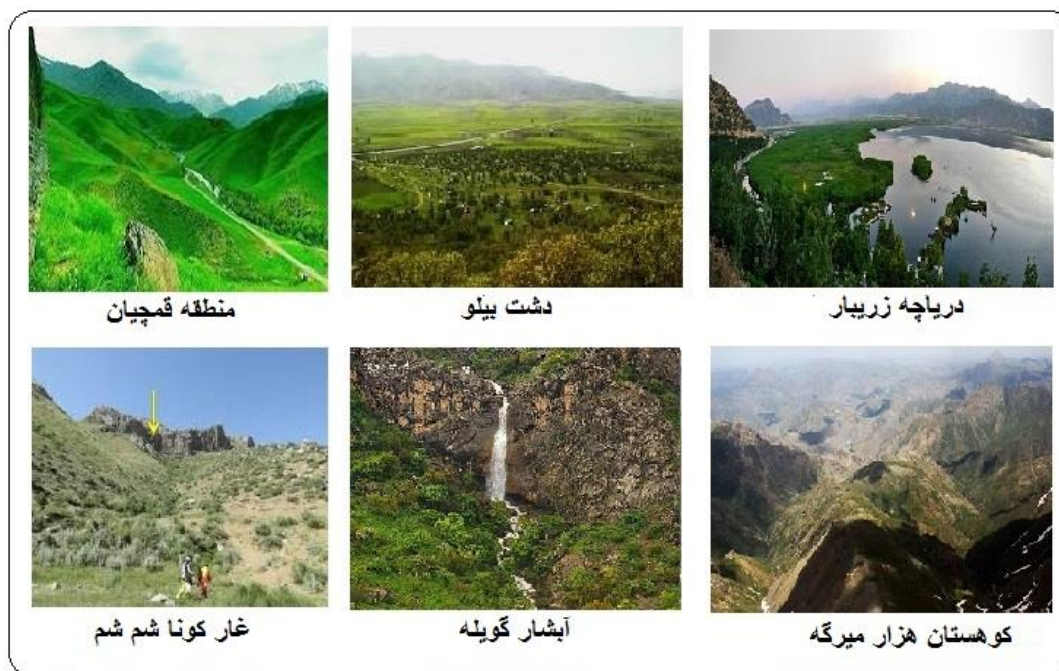 دریاچه زریبار
دشت بیلو
منطقه قمچیان
کوهستان هزار میرگه
آبشار گویله
غار کونا شم شم